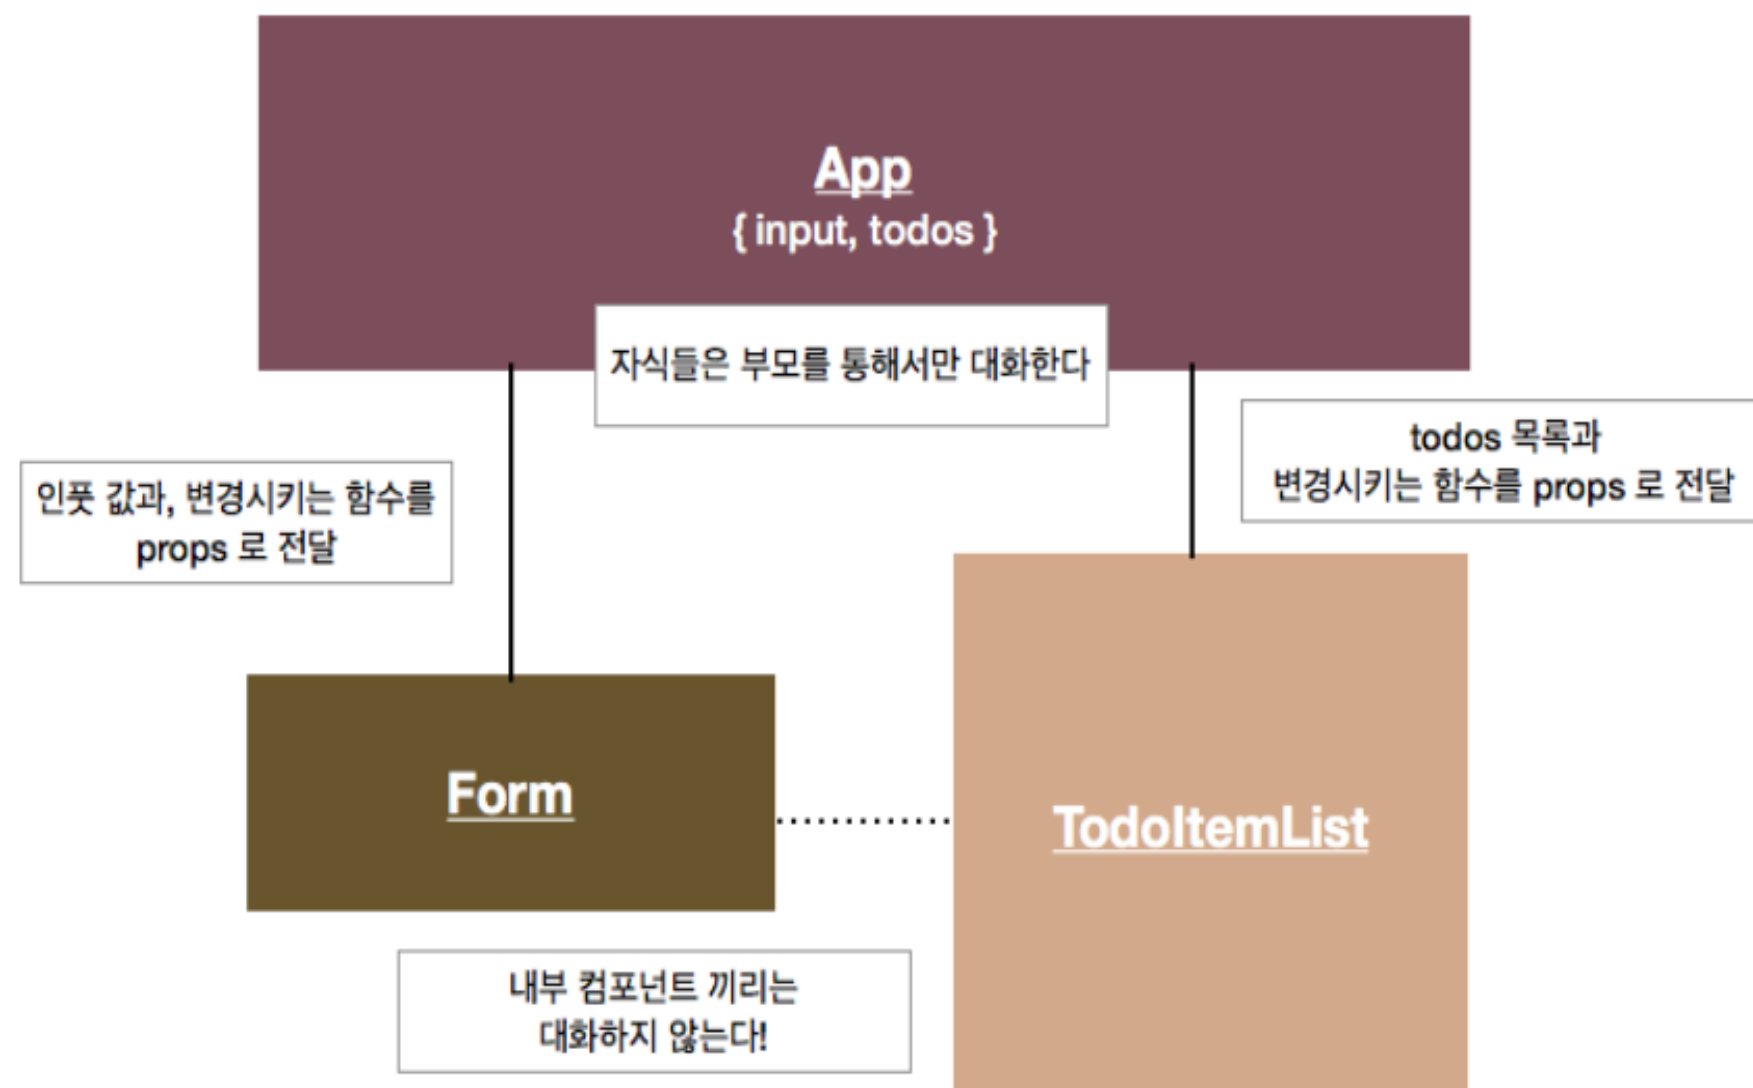 App
{ input, todos }
자식들은 부모를 통해서만 대화한다
todos 목록과
변경시키는 함수를 props 로 전달
인풋 값과, 변경시키는 함수를
props 로 전달
Form
TodoItemList
내부 컴포넌트 끼리는
대화하지 않는다!